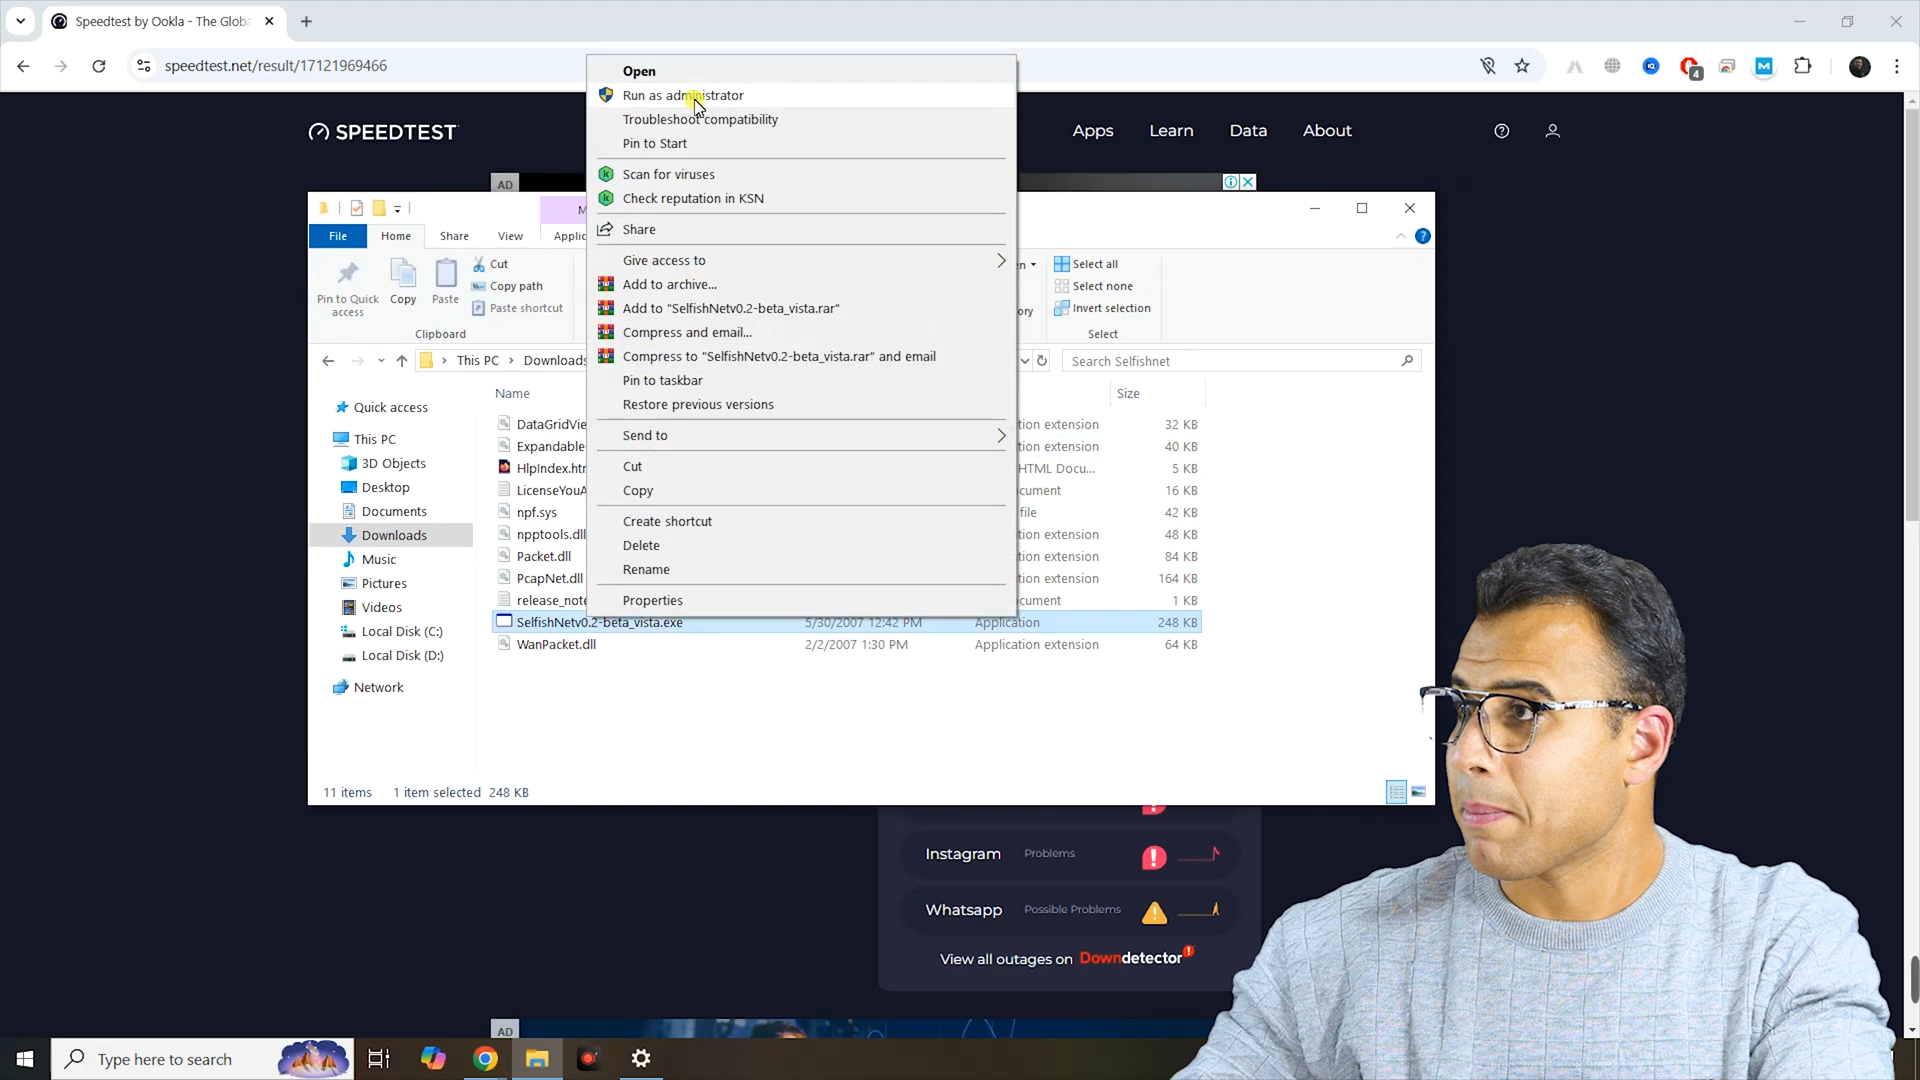 Speedtest by Ookla - The Globa
speedtest.net/result/17121969466
4
SPEEDTEST
Apps
Learn
Data
About
AD
Open
Run as administrator
Troubleshoot compatibility
Pin to Start
Scan for viruses
Check reputation in KSN
Share
Give access to
Add to archive...
Add to "SelfishNetv0.2-beta_vista.rar"
Compress and email...
Compress to "SelfishNetv0.2-beta_vista.rar" and email
Pin to taskbar
Restore previous versions
Send to
Cut
Copy
Create shortcut
Delete
Rename
Properties
M
File
Home
Share
View
Applic
Pin to Quick access
Copy
Paste
Cut
Copy path
Paste shortcut
Clipboard
en
ory
Select all
Select none
Invert selection
Select
This PC
Downloads
Search Selfishnet
Name
Size
Quick access
This PC
3D Objects
Desktop
Documents
Downloads
Music
Pictures
Videos
Local Disk (C:)
Local Disk (D:)
Network
DataGridVie
tion extension
32 KB
Expandable
tion extension
40 KB
HlpIndex.htm
HTML Docu...
5 KB
LicenseYouA
cument
16 KB
npf.sys
file
42 KB
npptools.dll
tion extension
48 KB
Packet.dll
tion extension
84 KB
PcapNet.dll
tion extension
164 KB
release_note
cument
1 KB
SelfishNetv0.2-beta_vista.exe
5/30/2007 12:42 PM
Application
248 KB
WanPacket.dll
2/2/2007 1:30 PM
Application extension
64 KB
11 items
1 item selected
248 KB
Instagram
Problems
Whatsapp
Possible Problems
View all outages on Downdetector
AD
Type here to search